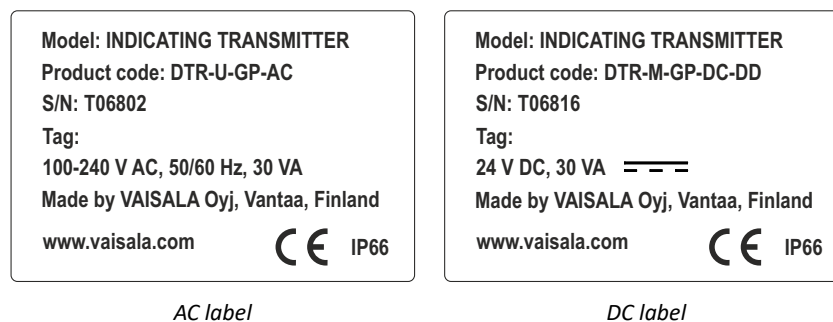 Model: INDICATING TRANSMITTER
Product code: DTR-U-GP-AC
S/N: T06802
Tag:
100-240 V AC, 50/60 Hz, 30 VA
Made by VAISALA Oyj, Vantaa, Finland
www.vaisala.com CE IP66
AC label
Model: INDICATING TRANSMITTER
Product code: DTR-M-GP-DC-DD
S/N: T06816
Tag:
24 V DC, 30 VA
Made by VAISALA Oyj, Vantaa, Finland
www.vaisala.com CE IP66
DC label